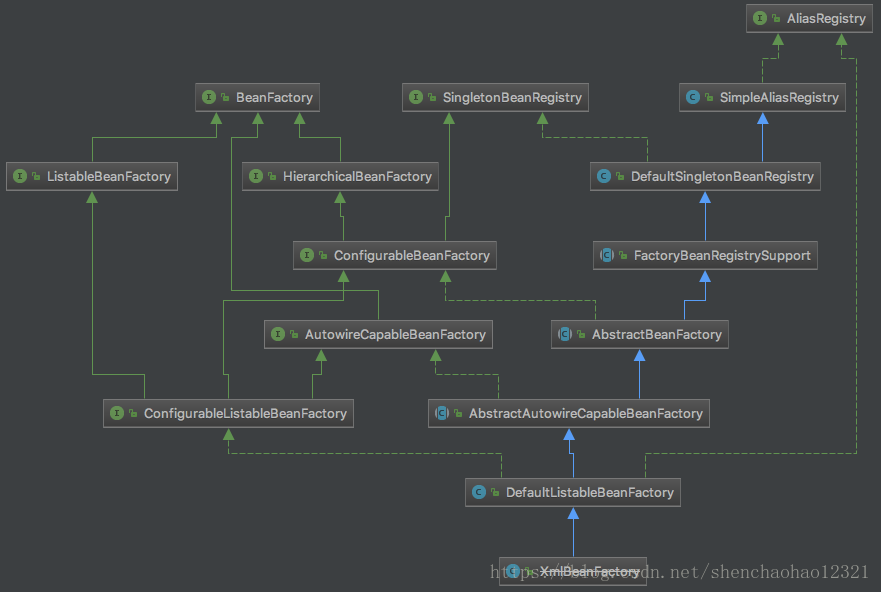 AliasRegistry
BeanFactory
SingletonBeanRegistry
SimpleAliasRegistry
ListableBeanFactory
HierarchicalBeanFactory
DefaultSingletonBeanRegistry
ConfigurableBeanFactory
FactoryBeanRegistrySupport
AutowireCapableBeanFactory
AbstractBeanFactory
ConfigurableListableBeanFactory
AbstractAutowireCapableBeanFactory
DefaultListableBeanFactory
XmlBeanFactory
https://blog.csdn.net/shenchaohao12321